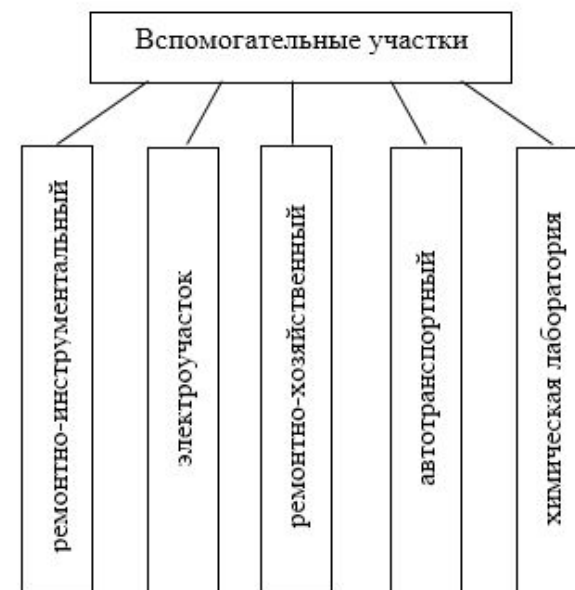 Вспомогательные участки
ремонтно-инструментальный
электроучасток
ремонтно-хозяйственный
автотранспортный
химическая лаборатория